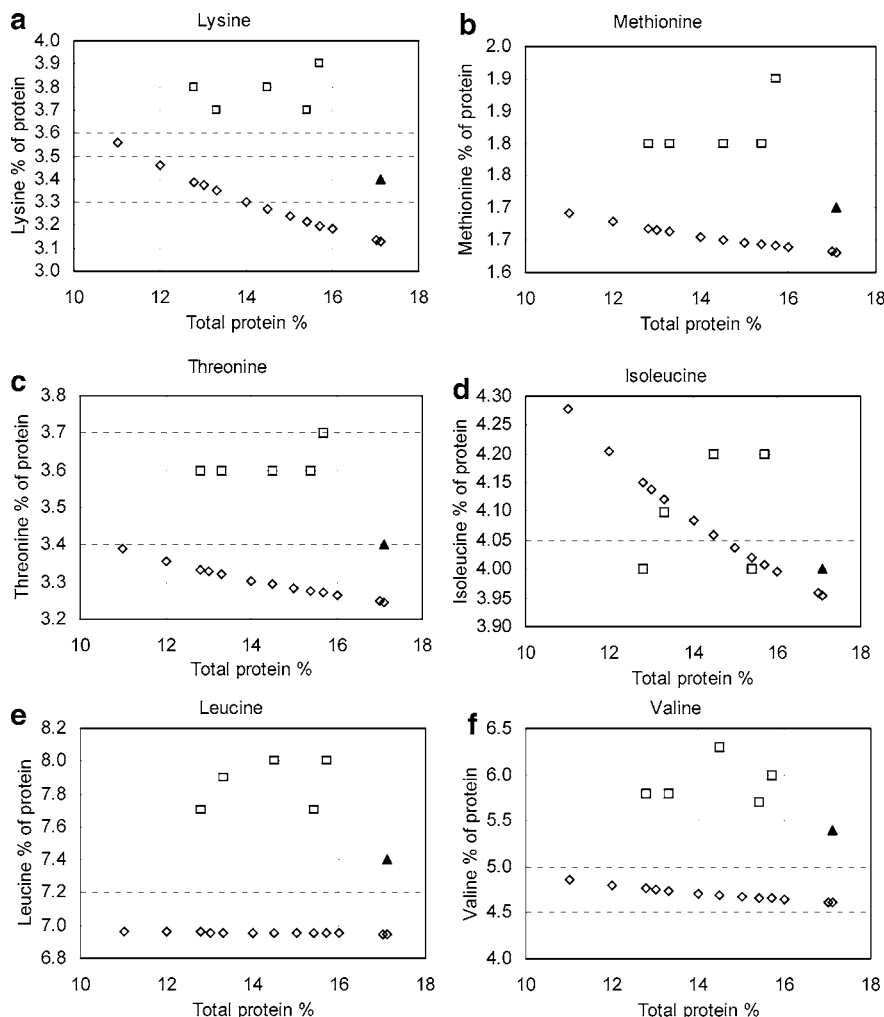 a
Lysine
Lysine % of protein
4.0
3.9
3.8
3.7
3.6
3.5
3.4
3.3
3.2
3.1
3.0
10 12 14 16 18
Total protein %
b
Methionine
Methionine % of protein
2.0
1.9
1.9
1.8
1.8
1.7
1.7
1.6
10 12 14 16 18
Total protein %
c
Threonine
Threonine % of protein
3.8
3.7
3.6
3.5
3.4
3.3
3.2
10 12 14 16 18
Total protein %
d
Isoleucine
Isoleucine % of protein
4.30
4.25
4.20
4.15
4.10
4.05
4.00
3.95
3.90
10 12 14 16 18
Total protein %
e
Leucine
Leucine % of protein
8.2
8.0
7.8
7.6
7.4
7.2
7.0
6.8
10 12 14 16 18
Total protein %
f
Valine
Valine % of protein
6.5
6.0
5.5
5.0
4.5
4.0
10 12 14 16 18
Total protein %